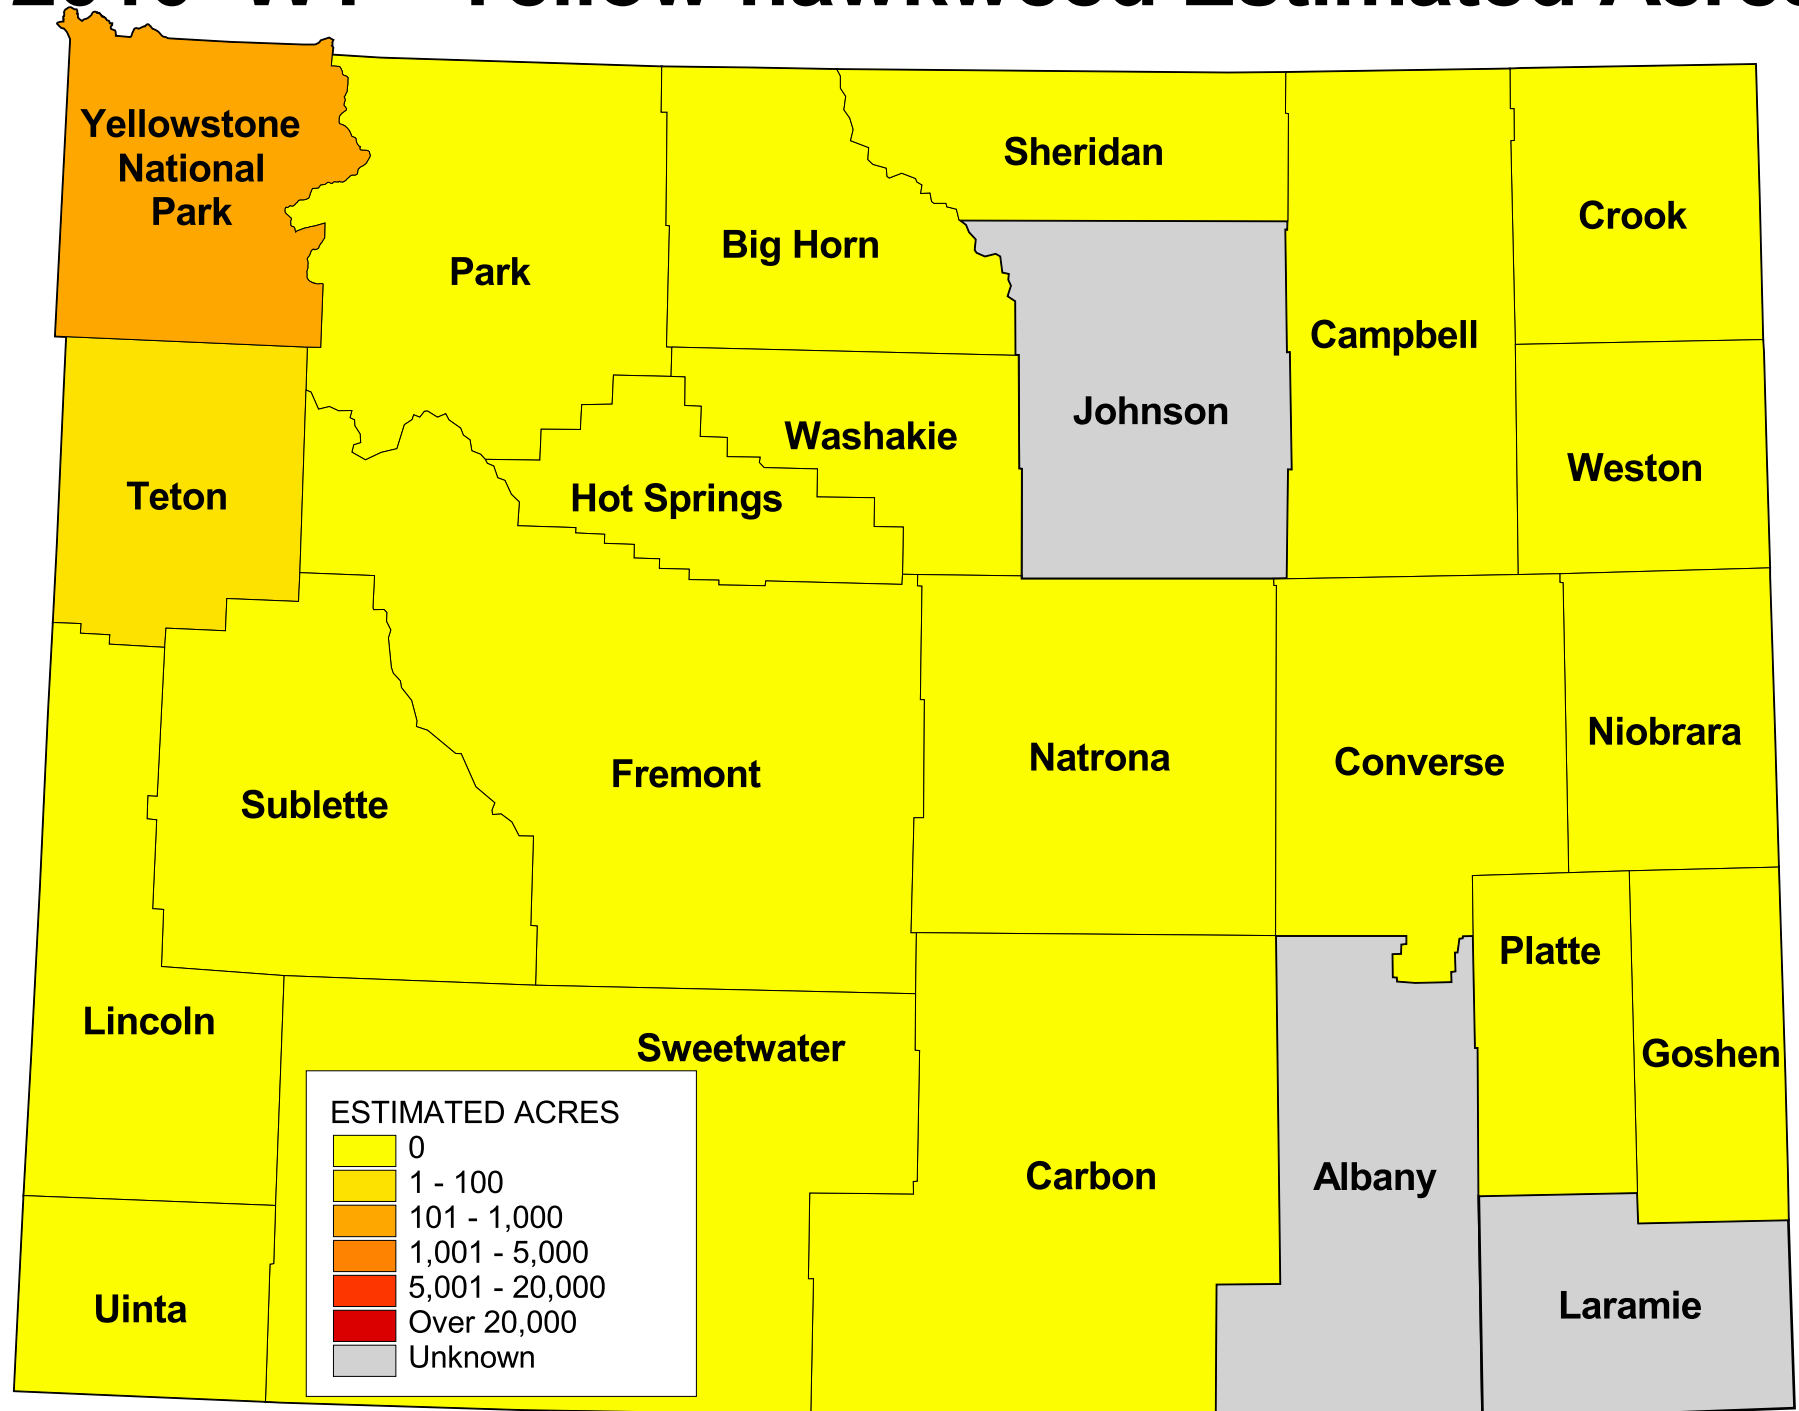 Yellowstone
National
Park
Park
Big Horn
Sheridan
Crook
Campbell
Johnson
Washakie
Weston
Teton
Hot Springs
Niobrara
Natrona
Converse
Fremont
Sublette
Platte
Lincoln
Sweetwater
Goshen
Carbon
Albany
Uinta
Laramie
ESTIMATED ACRES
0
1 - 100
101 - 1,000
1,001 - 5,000
5,001 - 20,000
Over 20,000
Unknown